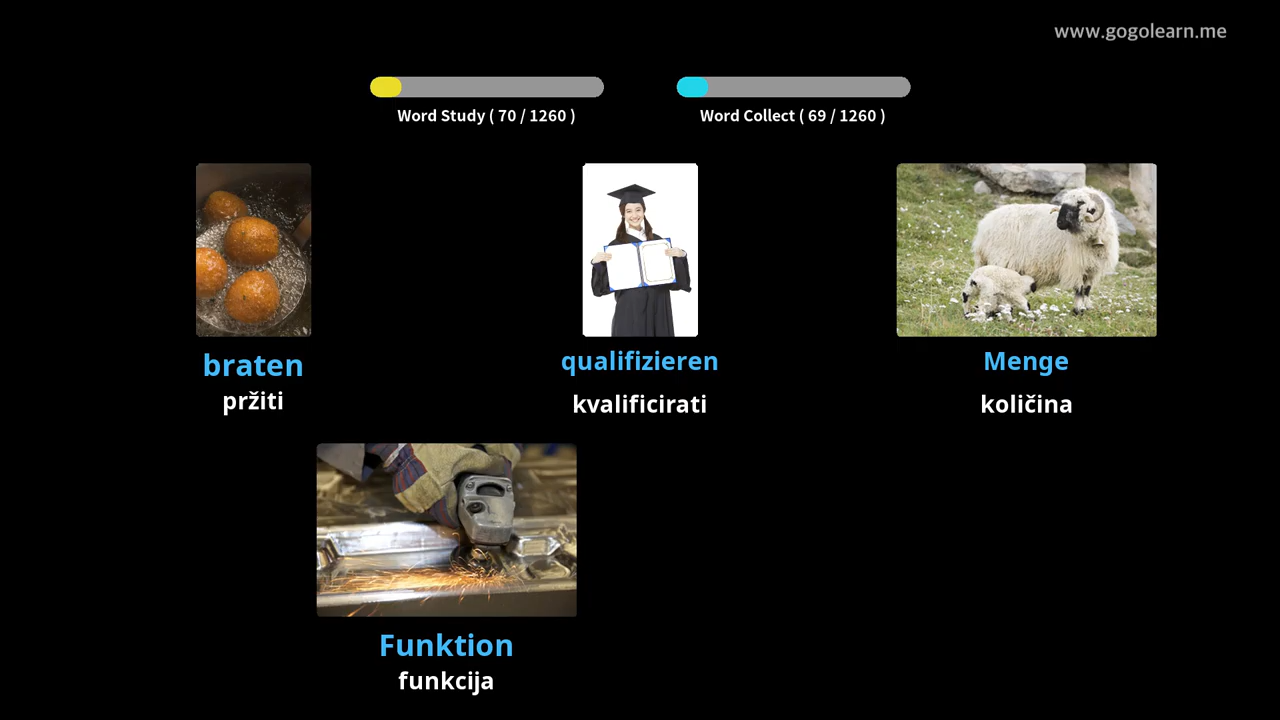 www.gogolearn.me
Word Study ( 70 / 1260 )
Word Collect ( 69 / 1260 )
braten
pržiti
qualifizieren
kvalificirati
Menge
količina
Funktion
funkcija